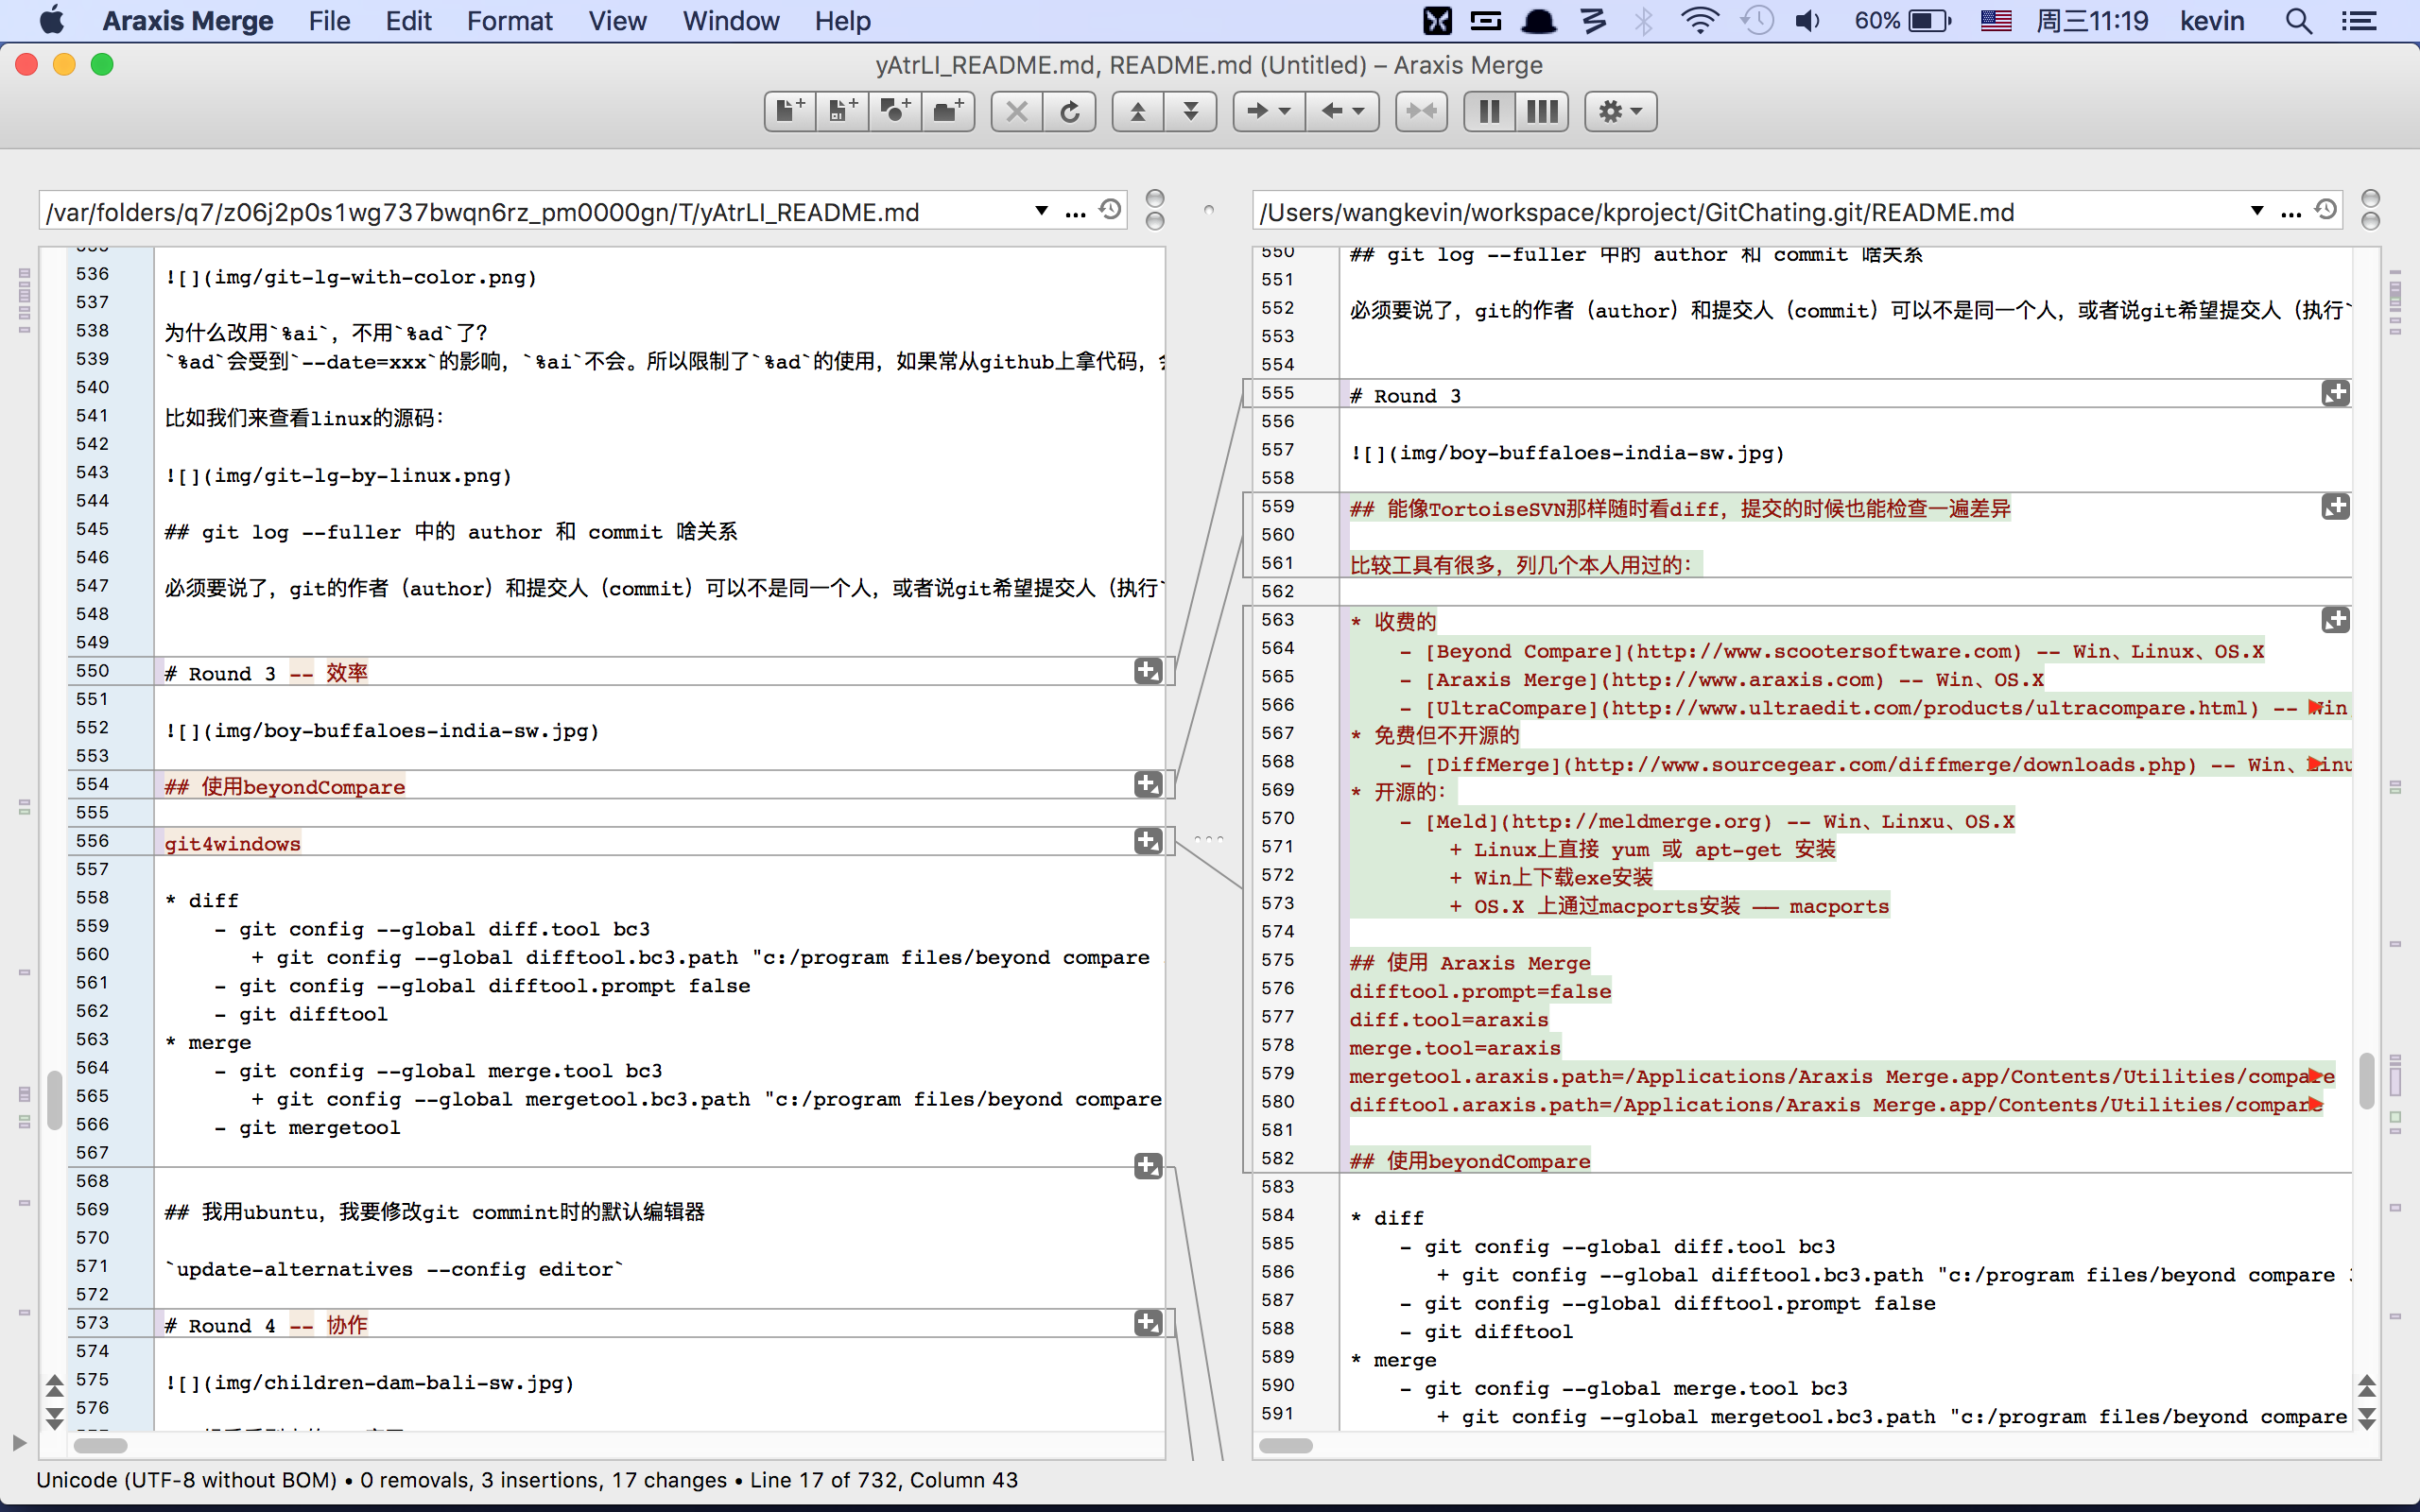 Araxis Merge File Edit Format View Window Help 60% 周三11:19 kevin
yAtrLI_README.md, README.md (Untitled) – Araxis Merge
/var/folders/q7/z06j2p0s1wg737bwqn6rz_pm0000gn/T/yAtrLI_README.md
536 ![](img/git-lg-with-color.png)
537
538 为什么改用`%ai`，不用`%ad`了？
539 `%ad`会受到`--date=xxx`的影响，`%ai`不会。所以限制了`%ad`的使用，如果常从github上拿代码，
540
541 比如我们来查看linux的源码：
542
543 ![](img/git-lg-by-linux.png)
544
545 ## git log --fuller 中的 author 和 commit 啥关系
546
547 必须要说了，git的作者（author）和提交人（commit）可以不是同一个人，或者说git希望提交人（执行`
548
549
550 # Round 3 -- 效率
551
552 ![](img/boy-buffaloes-india-sw.jpg)
553
554 ## 使用beyondCompare
555
556 git4windows
557
558 * diff
559 - git config --global diff.tool bc3
560 + git config --global difftool.bc3.path "c:/program files/beyond compare
561 - git config --global difftool.prompt false
562 - git difftool
563 * merge
564 - git config --global merge.tool bc3
565 + git config --global mergetool.bc3.path "c:/program files/beyond compare
566 - git mergetool
567
568
569 ## 我用ubuntu，我要修改git commint时的默认编辑器
570
571 `update-alternatives --config editor`
572
573 # Round 4 -- 协作
574
575 ![](img/children-dam-bali-sw.jpg)
576
/Users/wangkevin/workspace/kproject/GitChating.git/README.md
550 ## git log --fuller 中的 author 和 commit 啥关系
551
552 必须要说了，git的作者（author）和提交人（commit）可以不是同一个人，或者说git希望提交人（执行`
553
554
555 # Round 3
556
557 ![](img/boy-buffaloes-india-sw.jpg)
558
559 ## 能像TortoiseSVN那样随时看diff，提交的时候也能检查一遍差异
560
561 比较工具有很多，列几个本人用过的：
562
563 * 收费的
564 - [Beyond Compare](http://www.scootersoftware.com) -- Win、Linux、OS.X
565 - [Araxis Merge](http://www.araxis.com) -- Win、OS.X
566 - [UltraCompare](http://www.ultraedit.com/products/ultracompare.html) -- Win
567 * 免费但不开源的
568 - [DiffMerge](http://www.sourcegear.com/diffmerge/downloads.php) -- Win、Linu
569 * 开源的：
570 - [Meld](http://meldmerge.org) -- Win、Linxu、OS.X
571 + Linux上直接 yum 或 apt-get 安装
572 + Win上下载exe安装
573 + OS.X 上通过macports安装 —— macports
574
575 ## 使用 Araxis Merge
576 difftool.prompt=false
577 diff.tool=araxis
578 merge.tool=araxis
579 mergetool.araxis.path=/Applications/Araxis Merge.app/Contents/Utilities/compare
580 difftool.araxis.path=/Applications/Araxis Merge.app/Contents/Utilities/compare
581
582 ## 使用beyondCompare
583
584 * diff
585 - git config --global diff.tool bc3
586 + git config --global difftool.bc3.path "c:/program files/beyond compare
587 - git config --global difftool.prompt false
588 - git difftool
589 * merge
590 - git config --global merge.tool bc3
591 + git config --global mergetool.bc3.path "c:/program files/beyond compare
Unicode (UTF-8 without BOM) • 0 removals, 3 insertions, 17 changes • Line 17 of 732, Column 43